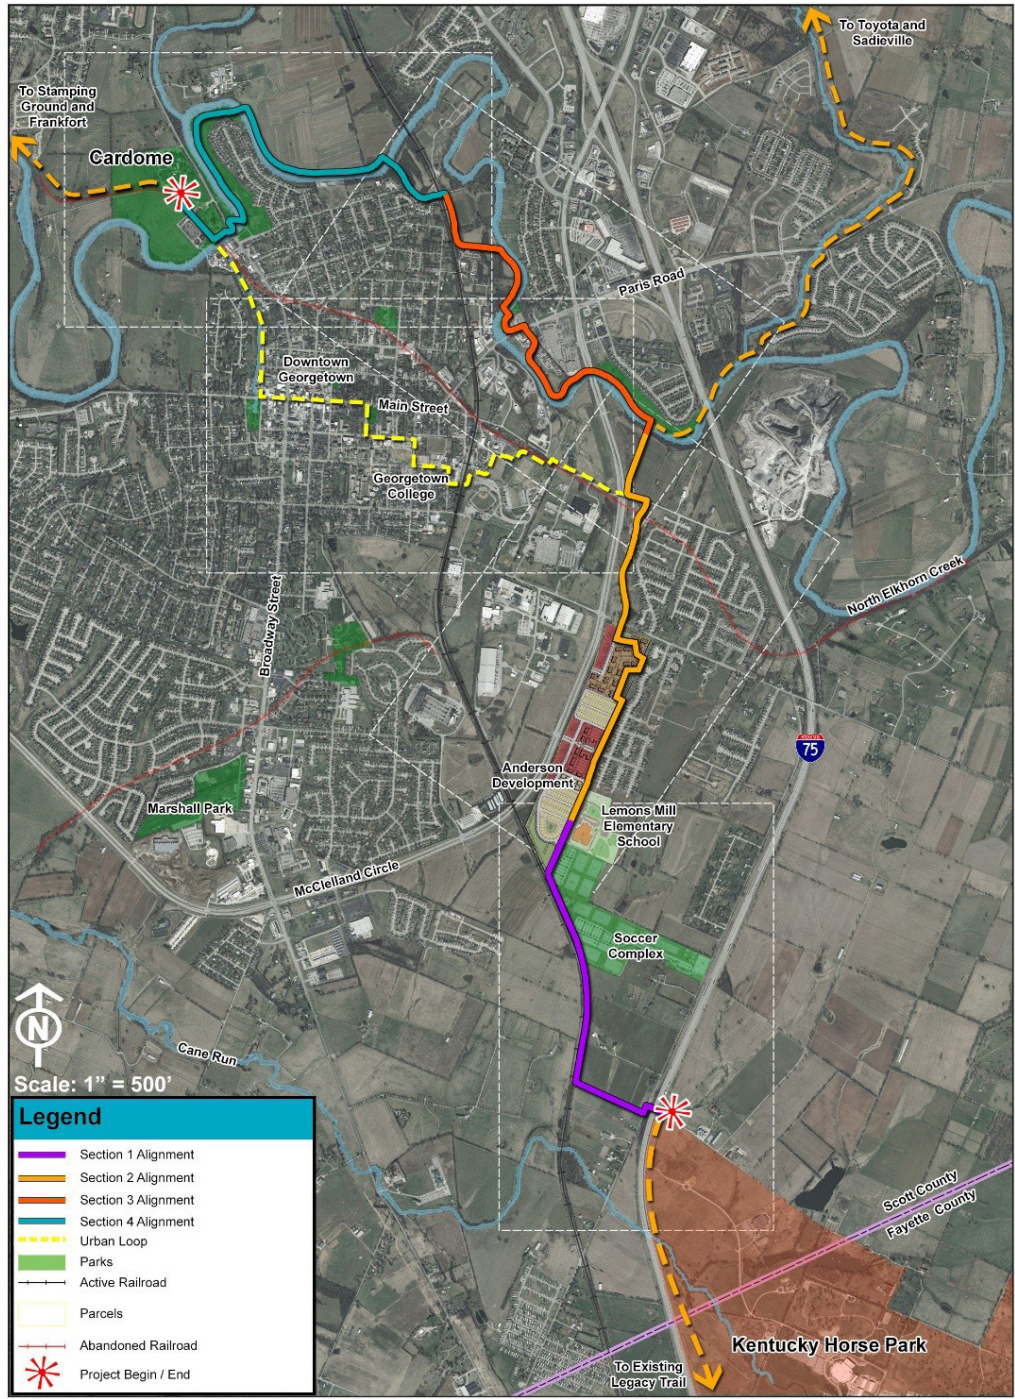 To Toyota and
Sadieville
To Stamping
Ground and
Frankfort
Cardome
Paris Road
Downtown
Georgetown
Main Street
Georgetown
College
North Elkhorn Creek
Broadway Street
75
Anderson
Development
Marshall Park
Lemons Mill
Elementary
School
McClelland Circle
Soccer
Complex
N
Cane Run
Scale: 1" = 500'
Legend
Section 1 Alignment
Section 2 Alignment
Section 3 Alignment
Section 4 Alignment
Urban Loop
Parks
Active Railroad
Parcels
Abandoned Railroad
Project Begin / End
Scott County
Fayette County
Kentucky Horse Park
To Existing
Legacy Trail